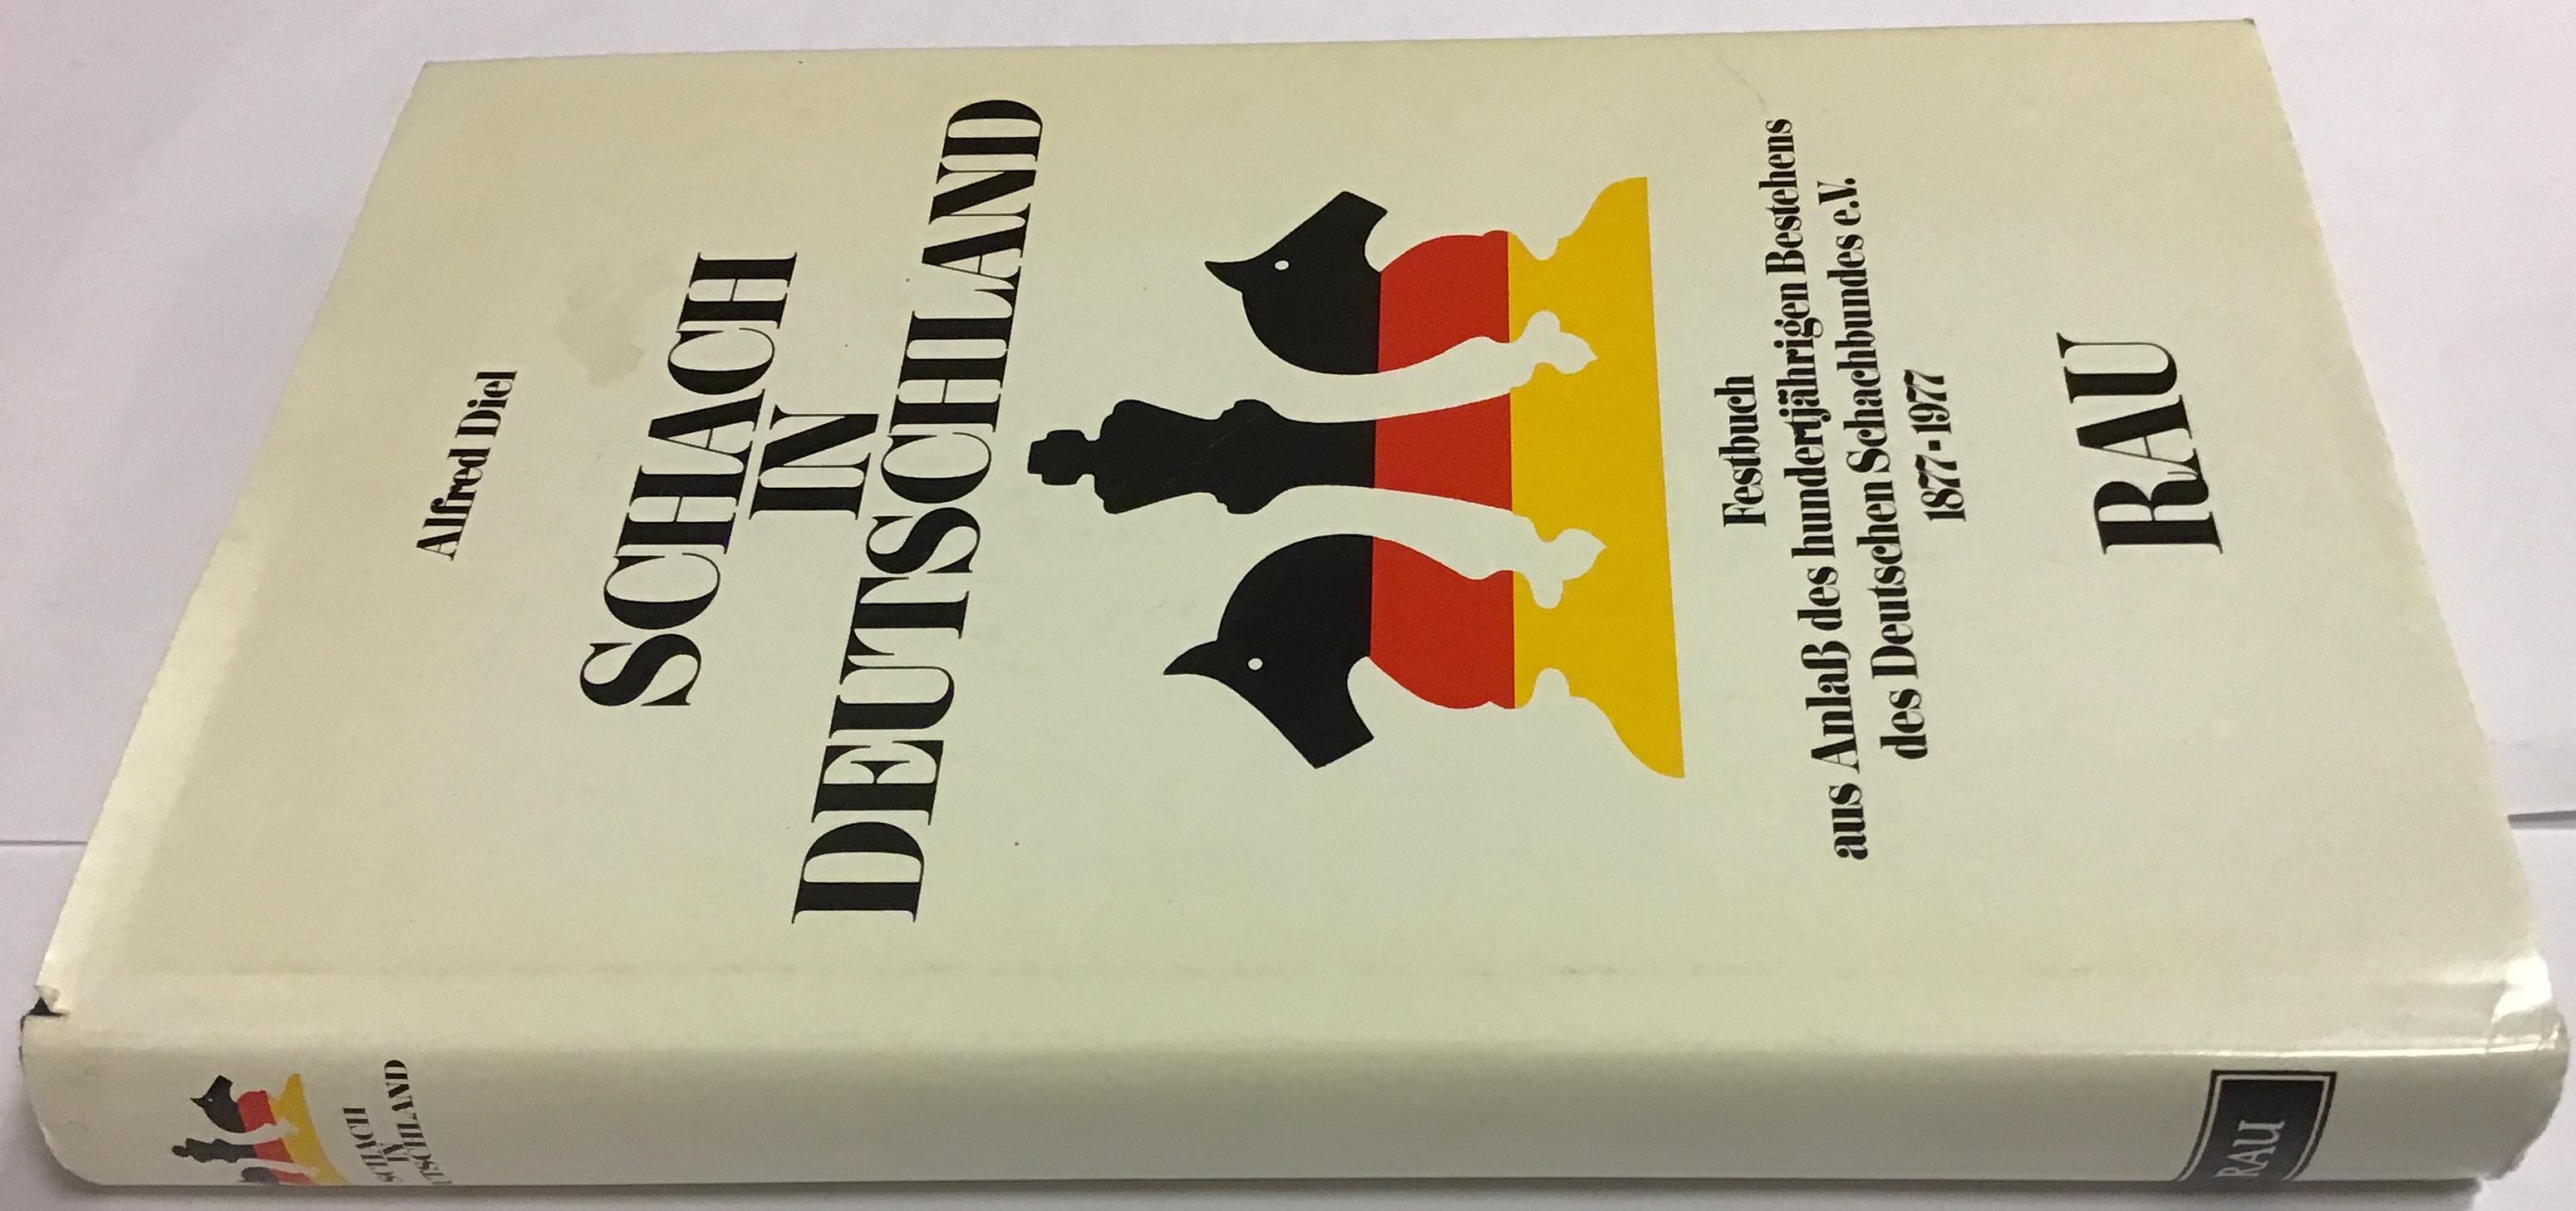 Alfred Diel
SCHACH
IN
DEUTSCHLAND
Festbuch
aus Anlaß des hundertjährigen Bestehens
des Deutschen Schachbundes e.V.
1877-1977
RAU
SCHACH
IN
DEUTSCHLAND
RAU